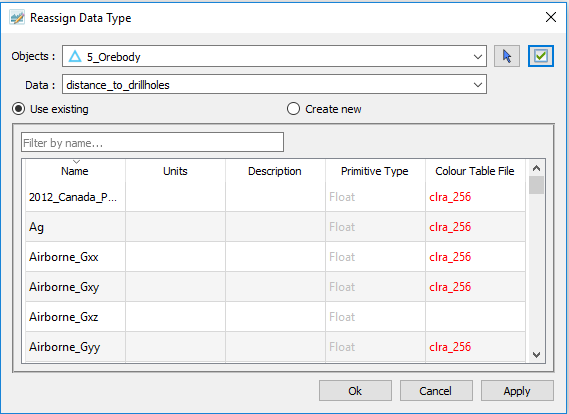 Reassign Data Type
Objects : 5_Orebody
Data : distance_to_drillholes
Use existing Create new
Filter by name...
Name Units Description Primitive Type Colour Table File
2012_Canada_P... Float clra_256
Ag Float clra_256
Airborne_Gxx Float clra_256
Airborne_Gxy Float clra_256
Airborne_Gxz Float
Airborne_Gyy Float clra_256
Ok Cancel Apply